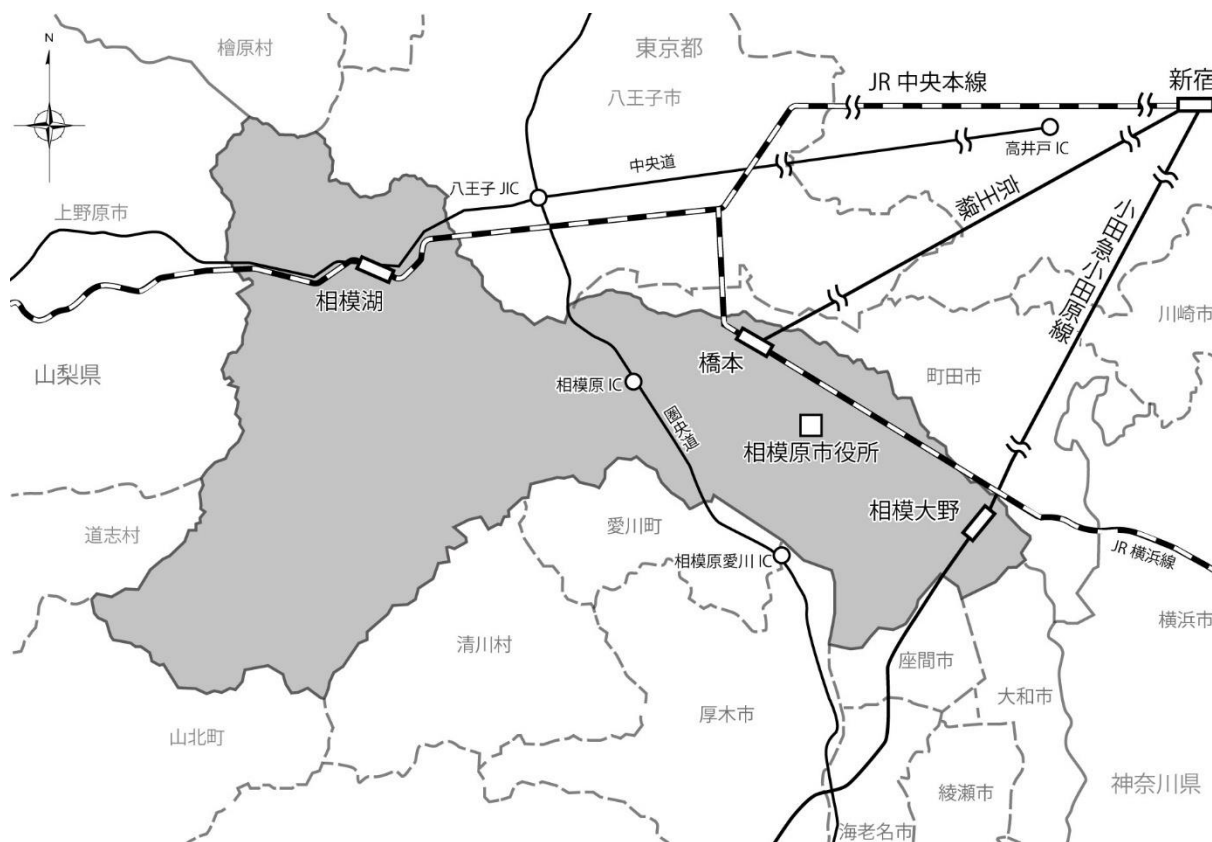 N
檜原村
東京都
JR 中央本線
新宿
八王子市
高井戸 IC
中央道
八王子 JIC
京王線
上野原市
小田急小田原線
相模湖
川崎市
山梨県
橋本
町田市
相模原 IC
圏央道
相模原市役所
相模大野
道志村
愛川町
相模原愛川 IC
JR 横浜線
横浜市
清川村
座間市
大和市
厚木市
山北町
神奈川県
綾瀬市
海老名市